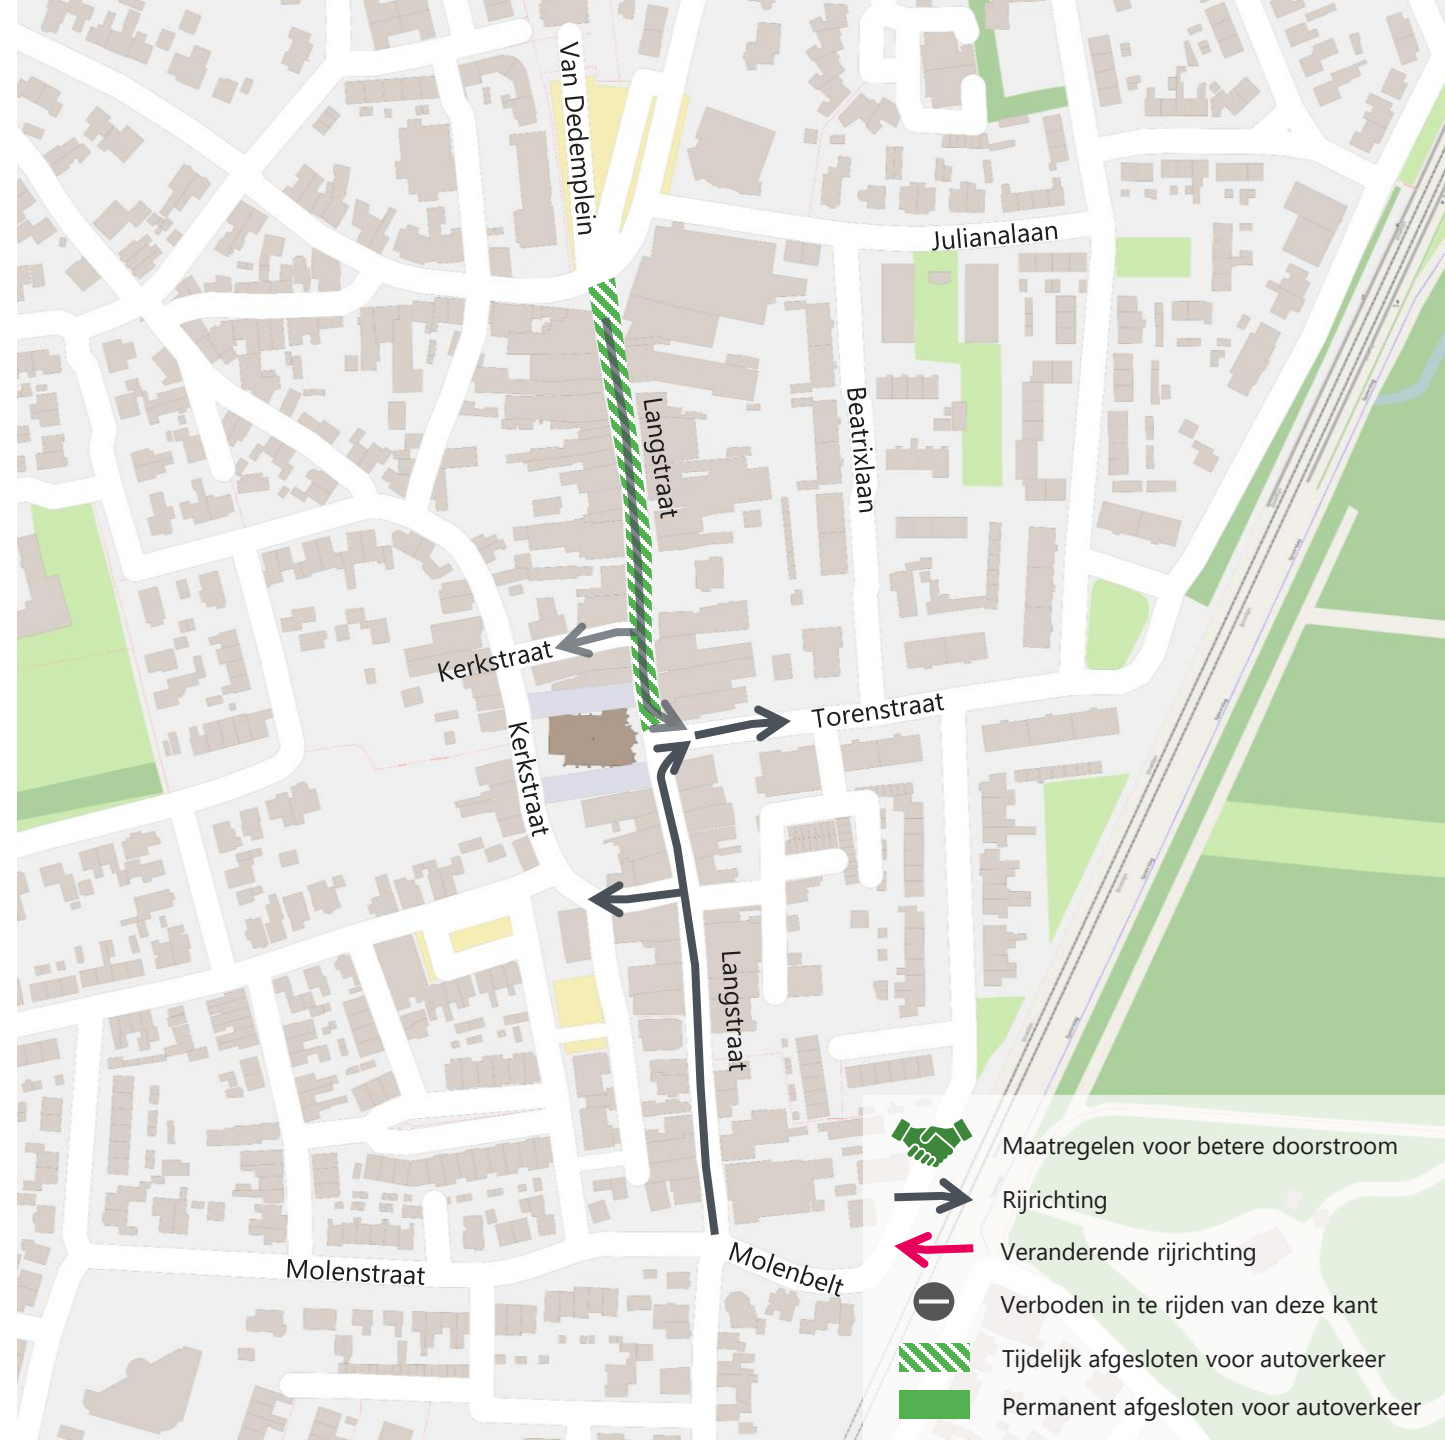 Van Dedemplein
Julianalaan
Langstraat
Beatrixlaan
Kerkstraat
Torenstraat
Kerkstraat
Langstraat
Molenstraat
Molenbelt
Maatregelen voor betere doorstroom
Rijrichting
Veranderende rijrichting
Verboden in te rijden van deze kant
Tijdelijk afgesloten voor autoverkeer
Permanent afgesloten voor autoverkeer